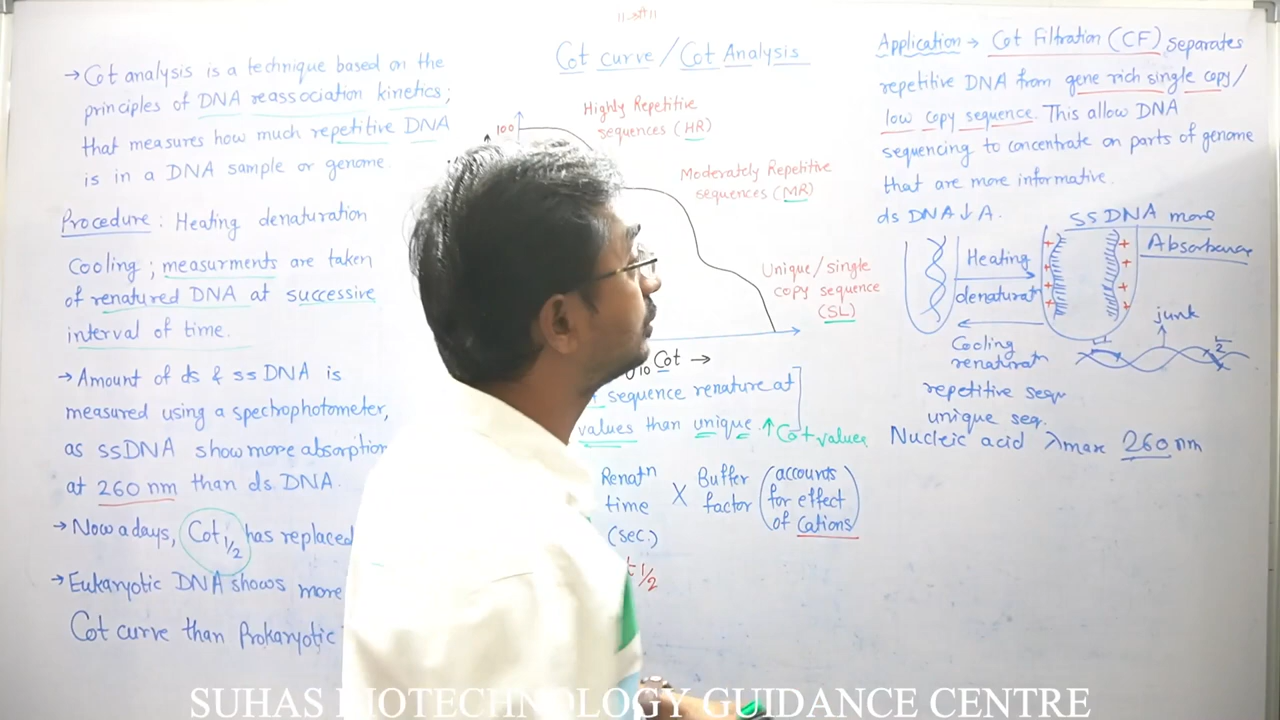 ॥ श्री ॥
Cot curve / Cot Analysis
→ Cot analysis is a technique based on the
principles of DNA reassociation kinetics;
that measures how much repetitive DNA
is in a DNA sample or genome.
Procedure : Heating denaturation
Cooling ; measurments are taken
of renatured DNA at successive
interval of time.
→ Amount of ds & ssDNA is
measured using a spectrophotometer,
as ssDNA show more absorption
at 260 nm than ds DNA.
→ Now a days, Cot 1/2 has replaced
→ Eukaryotic DNA shows more
Cot curve than Prokaryotic
100
Highly Repetitive
sequences (HR)
Moderately Repetitive
sequences (MR)
Unique/single
copy sequence
(SL)
10 Cot →
sequence renature at
values than unique. ↑ Cot values
Renatn time (sec.) X Buffer factor (accounts for effect of Cations)
1/2
Application → Cot Filtration (CF) separates
repetitive DNA from gene rich single copy/
low copy sequence. This allow DNA
sequencing to concentrate on parts of genome
that are more informative.
ds DNA ↓ A.
ss DNA more
Absorbance
Heating
denaturatn
Cooling
renaturatn
junk
repetitive seq.
unique seq.
Nucleic acid λmax 260 nm
SUHAS BIOTECHNOLOGY GUIDANCE CENTRE